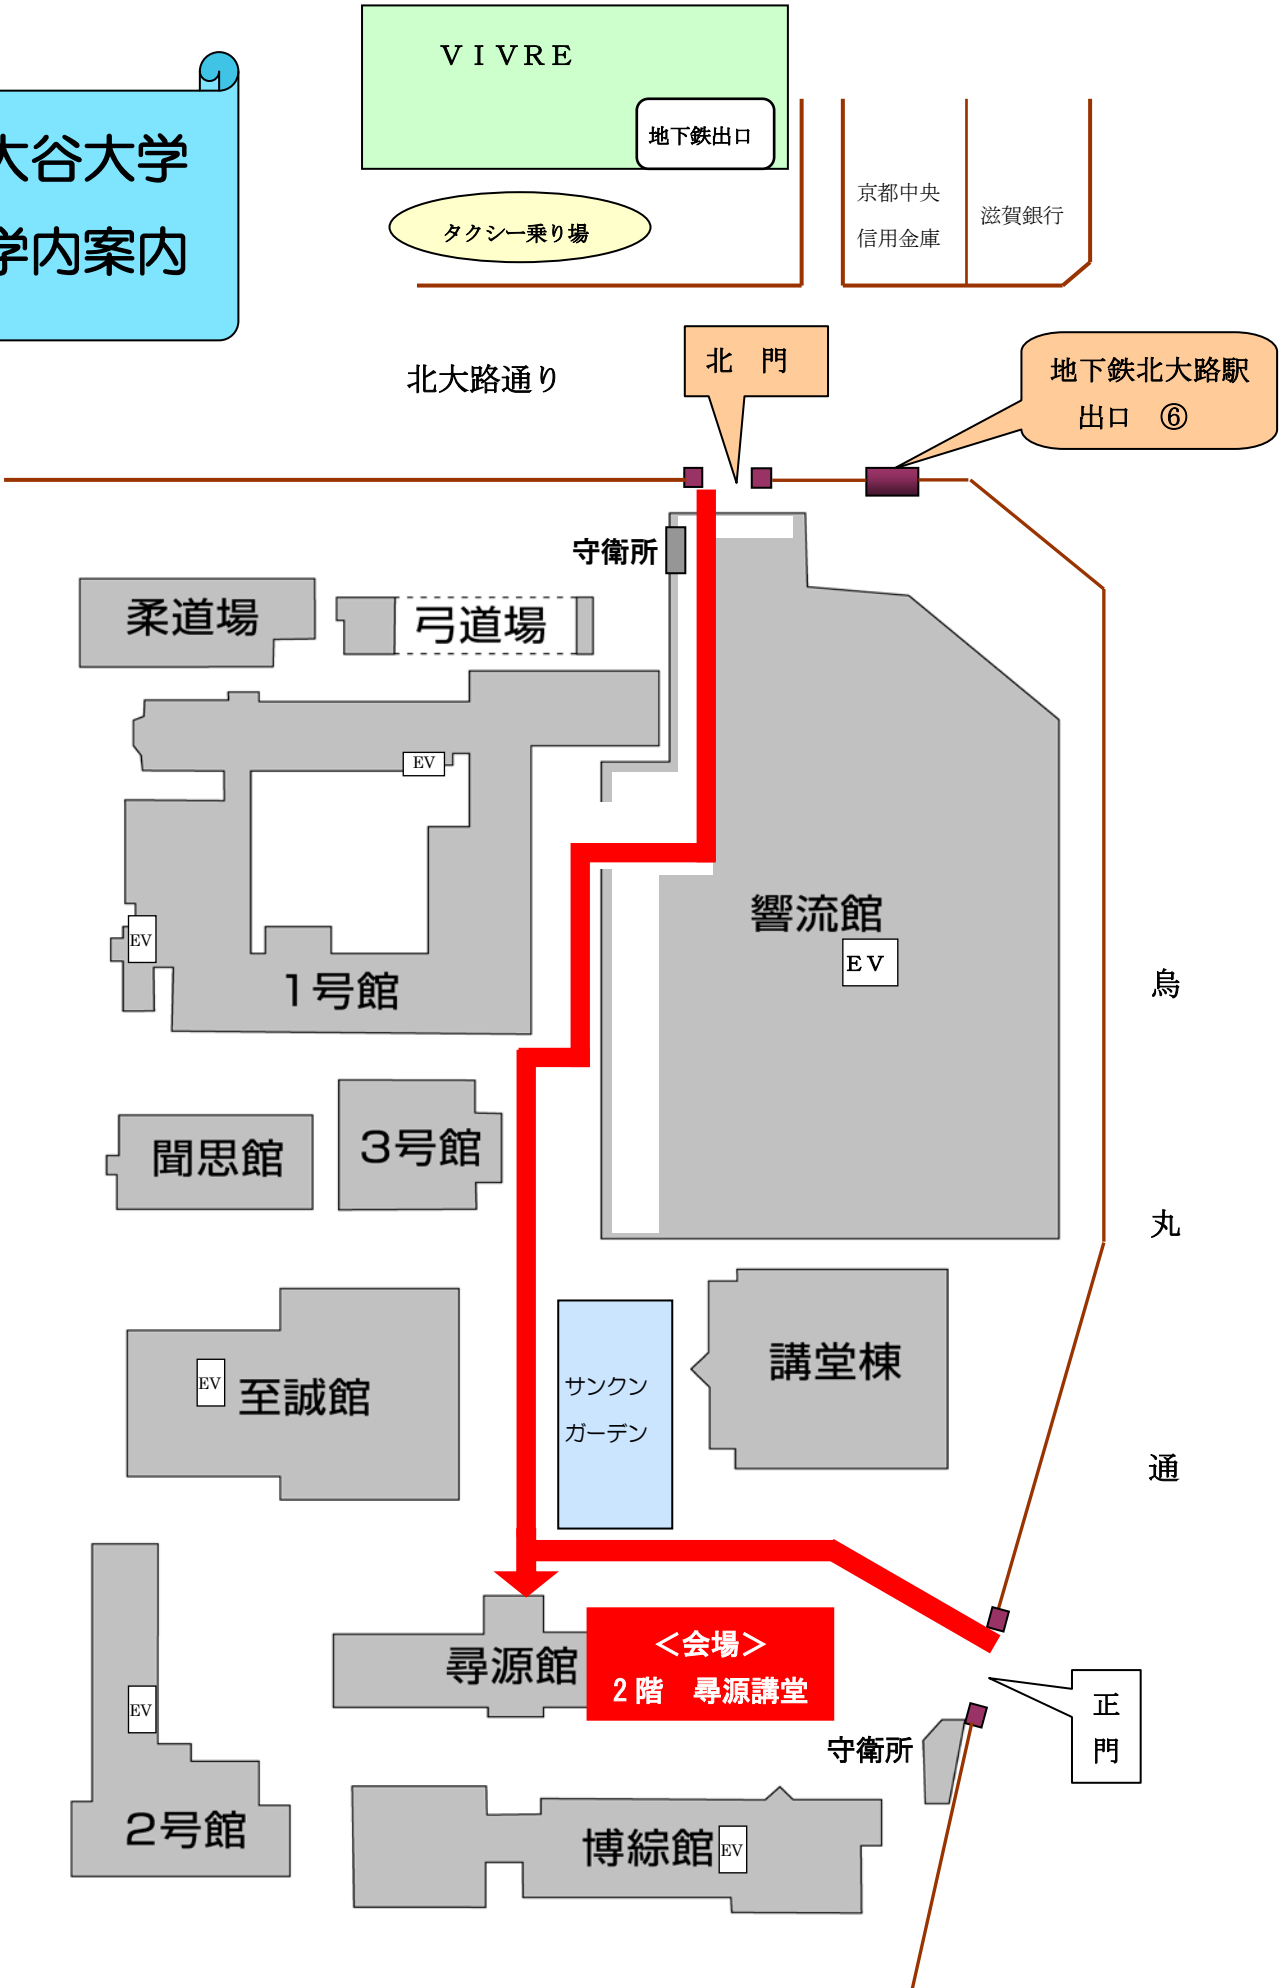 ＶＩＶＲＥ
地下鉄出口
大谷大学
学内案内
タクシー乗り場
京都中央
信用金庫
滋賀銀行
北大路通り
北　門
地下鉄北大路駅
出口　⑥
守衛所
柔道場
弓道場
EV
響流館
ＥＶ
EV
1号館
烏
丸
通
聞思館
3号館
講堂棟
サンクン
ガーデン
EV
至誠館
＜会場＞
2階　尋源講堂
尋源館
正
門
守衛所
EV
2号館
博綜館
EV